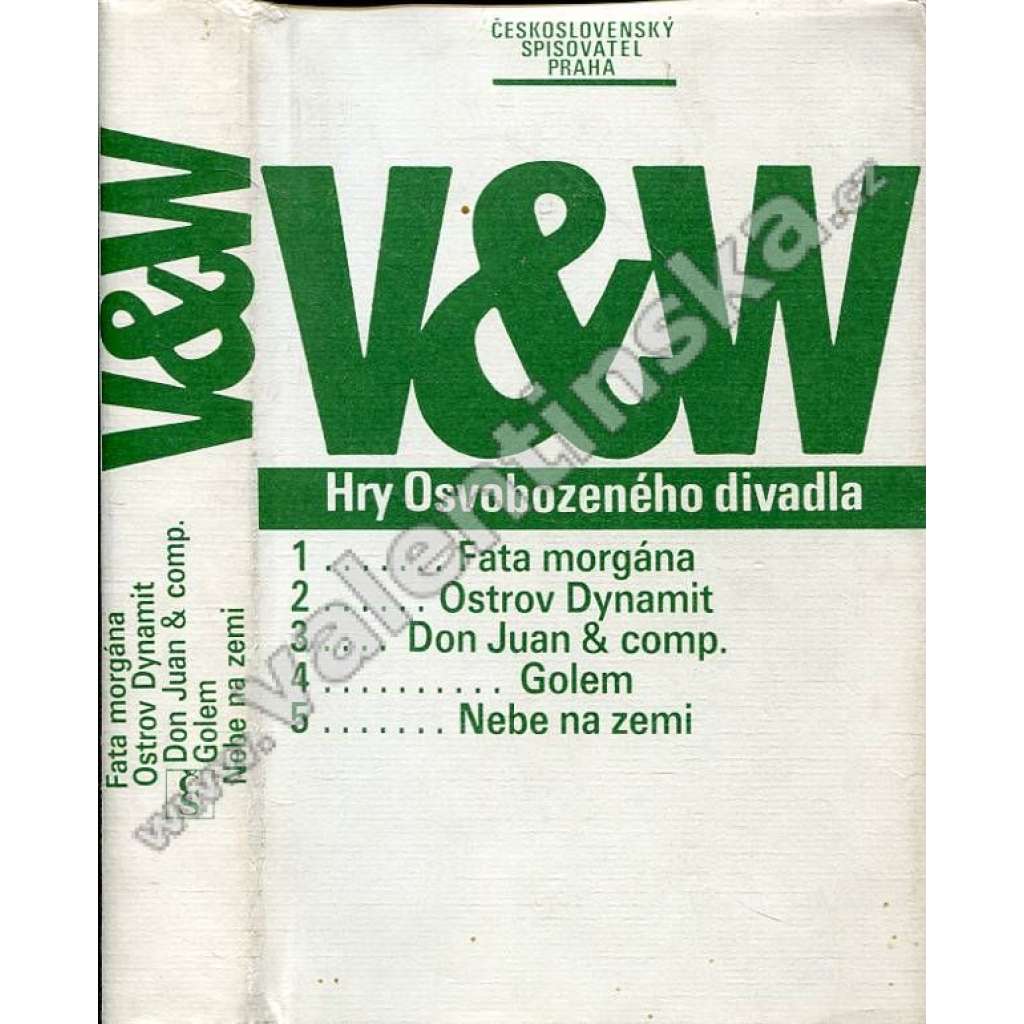 ČESKOSLOVENSKÝ
SPISOVATEL
PRAHA
V&W
Hry Osvobozeného divadla
1 ....... Fata morgána
2 ...... Ostrov Dynamit
3 .... Don Juan & comp.
4 .......... Golem
5 ....... Nebe na zemi
V&W
Fata morgána
Ostrov Dynamit
Don Juan & comp.
Golem
Nebe na zemi
www.valentinska.cz